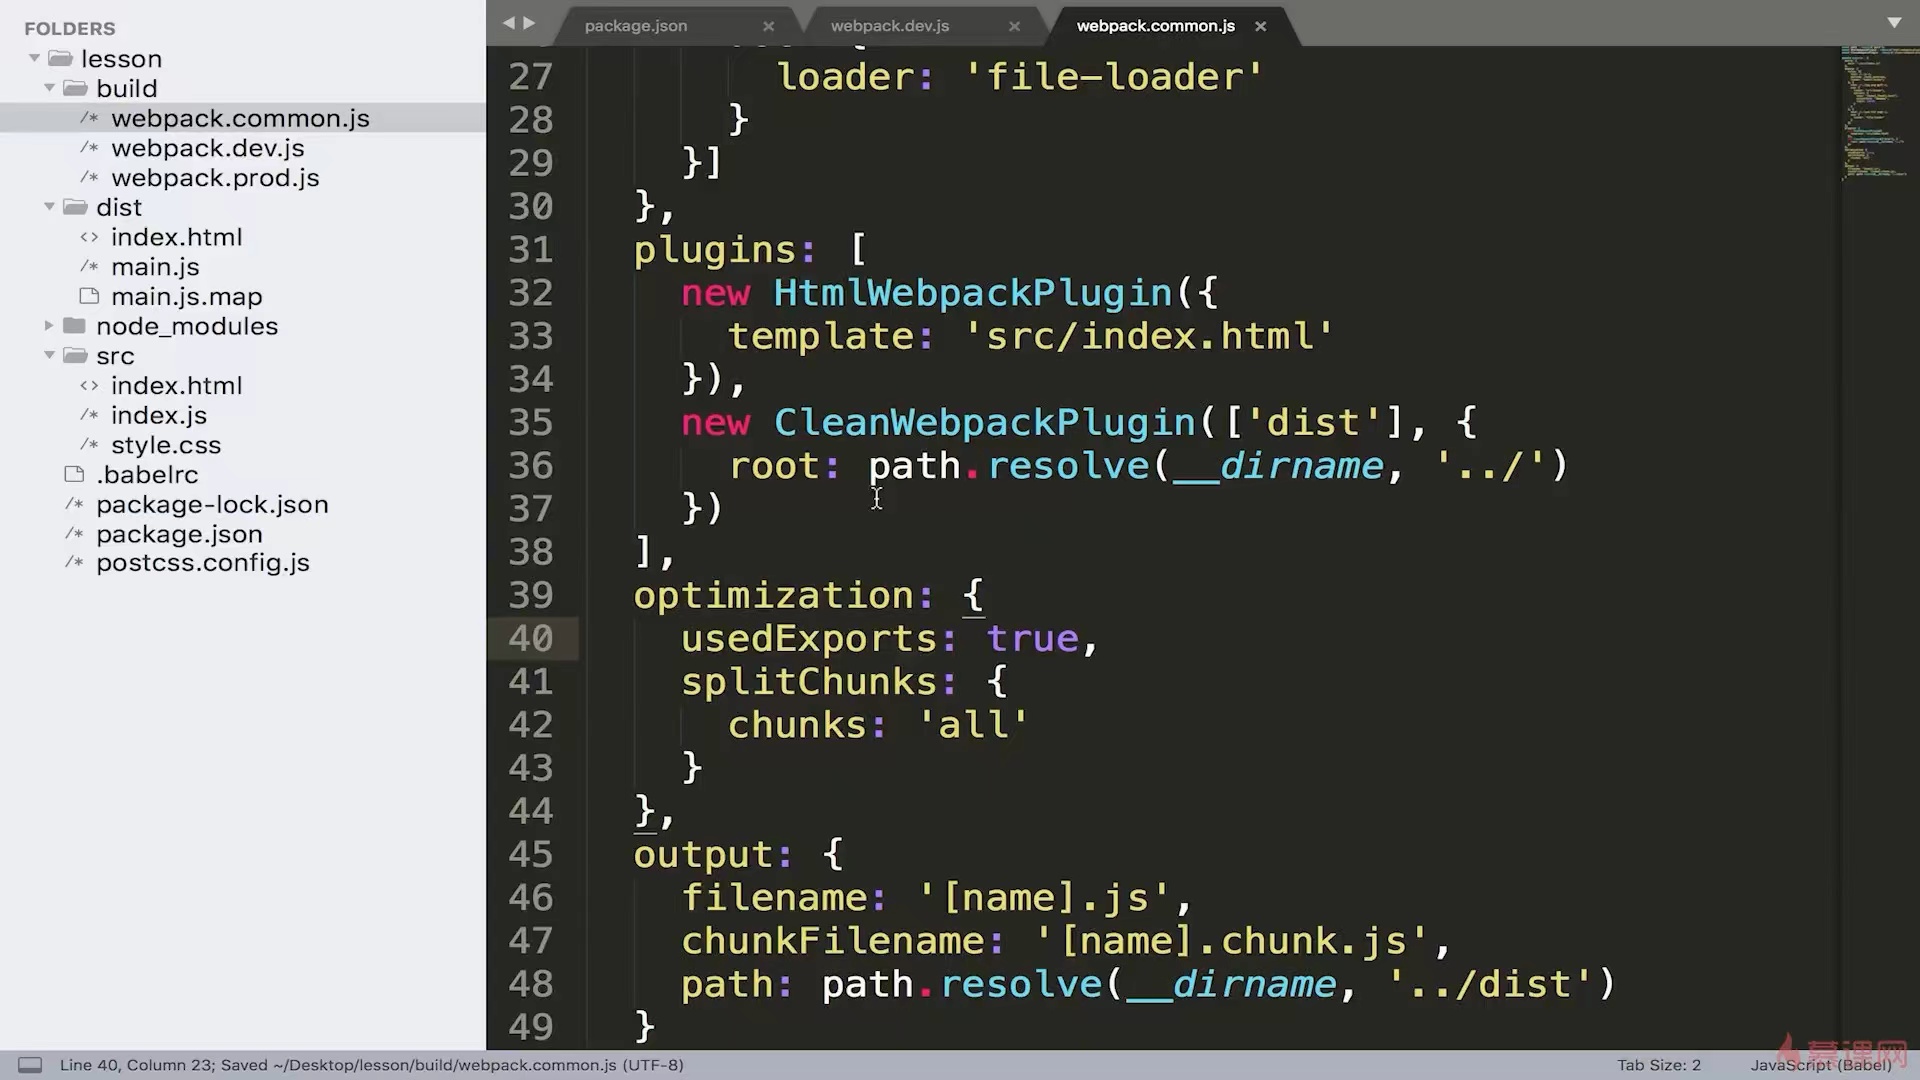 FOLDERS
lesson
build
/* webpack.common.js
/* webpack.dev.js
/* webpack.prod.js
dist
<> index.html
/* main.js
main.js.map
node_modules
src
<> index.html
/* index.js
/* style.css
.babelrc
/* package-lock.json
/* package.json
/* postcss.config.js
package.json × webpack.dev.js × webpack.common.js ×
27 loader: 'file-loader'
28 }
29 }]
30 },
31 plugins: [
32 new HtmlWebpackPlugin({
33 template: 'src/index.html'
34 }),
35 new CleanWebpackPlugin(['dist'], {
36 root: path.resolve(__dirname, '../')
37 })
38 ],
39 optimization: {
40 usedExports: true,
41 splitChunks: {
42 chunks: 'all'
43 }
44 },
45 output: {
46 filename: '[name].js',
47 chunkFilename: '[name].chunk.js',
48 path: path.resolve(__dirname, '../dist')
49 }
Line 40, Column 23; Saved ~/Desktop/lesson/build/webpack.common.js (UTF-8)
Tab Size: 2
JavaScript (Babel)
慕课网